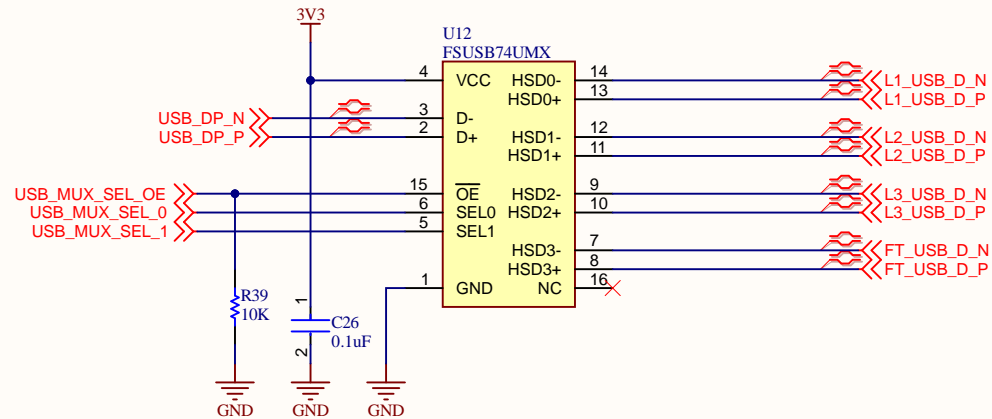 3V3
U12
FSUSB74UMX
4 VCC HSD0- 14 L1_USB_D_N
HSD0+ 13 L1_USB_D_P
USB_DP_N 3 D-
USB_DP_P 2 D+ HSD1- 12 L2_USB_D_N
HSD1+ 11 L2_USB_D_P
USB_MUX_SEL_OE 15 OE HSD2- 9 L3_USB_D_N
USB_MUX_SEL_0 6 SEL0 HSD2+ 10 L3_USB_D_P
USB_MUX_SEL_1 5 SEL1
HSD3- 7 FT_USB_D_N
HSD3+ 8 FT_USB_D_P
1 GND NC 16
R39
10K
1
C26
0.1uF
2
GND GND GND